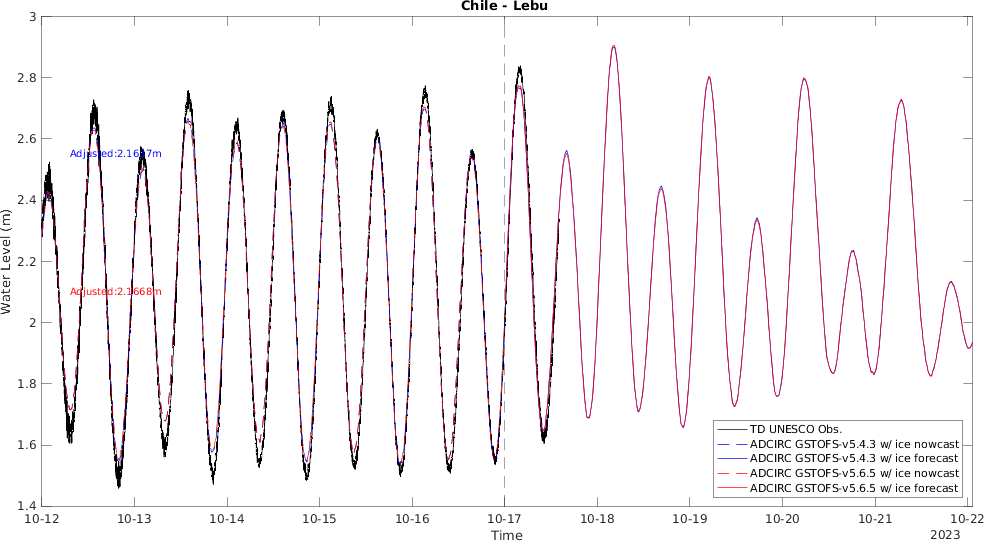 Chile - Lebu
3
2.8
2.6
2.4
2.2
2
1.8
1.6
1.4
Water Level (m)
Adjusted:2.1668m
10-12
10-13
10-14
10-15
10-16
10-17
10-18
10-19
10-20
10-21
10-22
Time
2023
TD UNESCO Obs.
ADCIRC GSTOFS-v5.4.3 w/ ice nowcast
ADCIRC GSTOFS-v5.4.3 w/ ice forecast
ADCIRC GSTOFS-v5.6.5 w/ ice nowcast
ADCIRC GSTOFS-v5.6.5 w/ ice forecast